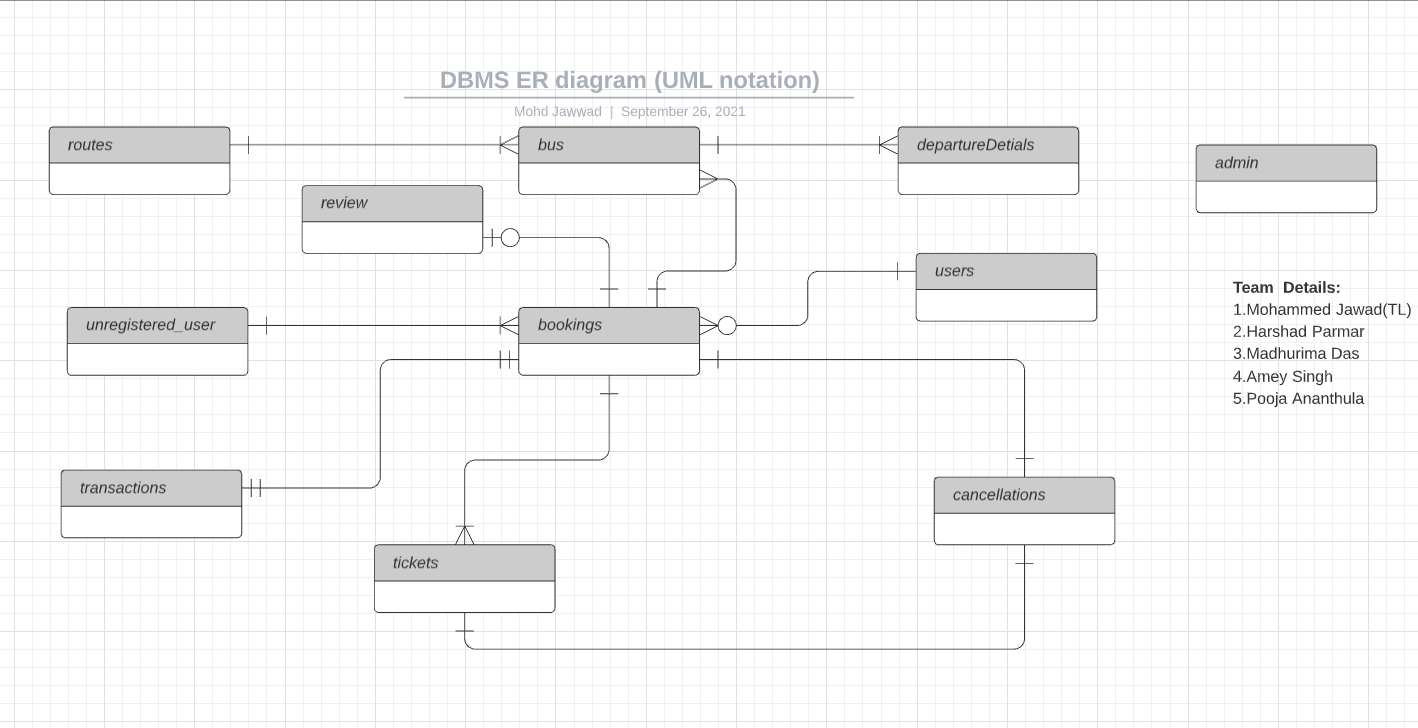 DBMS ER diagram (UML notation)
Mohd Jawwad | September 26, 2021
routes
bus
departureDetials
admin
review
users
unregistered_user
bookings
Team Details:
1.Mohammed Jawad(TL)
2.Harshad Parmar
3.Madhurima Das
4.Amey Singh
5.Pooja Ananthula
transactions
cancellations
tickets